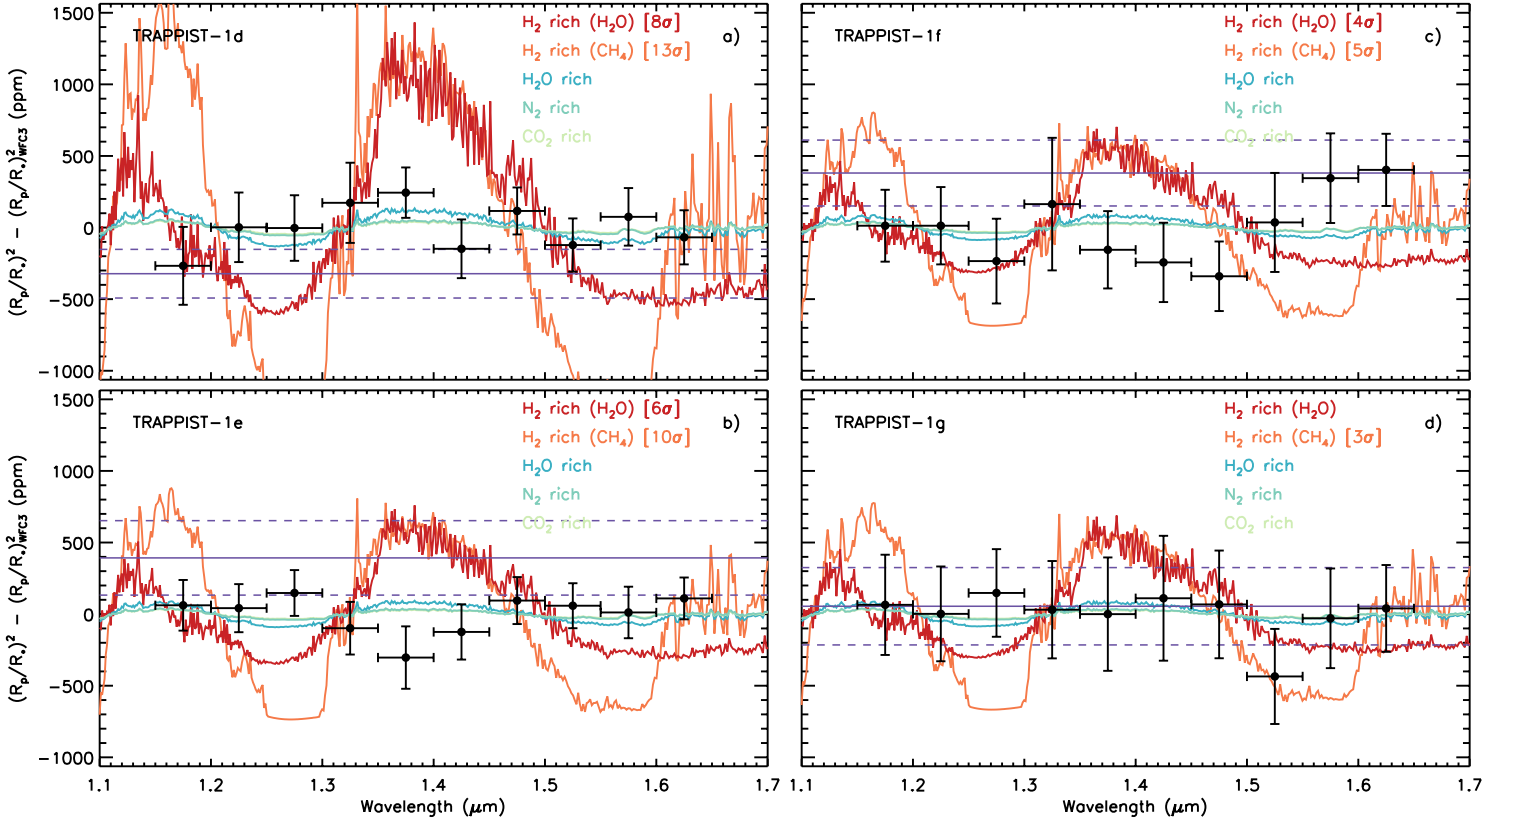 TRAPPIST−1d
H₂ rich (H₂O) [8σ]
H₂ rich (CH₄) [13σ]
H₂O rich
N₂ rich
CO₂ rich
a)
1500
1000
500
0
−500
−1000
(Rₚ/R⋆)² − (Rₚ/R⋆)²WFC3 (ppm)
TRAPPIST−1f
H₂ rich (H₂O) [4σ]
H₂ rich (CH₄) [5σ]
H₂O rich
N₂ rich
CO₂ rich
c)
TRAPPIST−1e
H₂ rich (H₂O) [6σ]
H₂ rich (CH₄) [10σ]
H₂O rich
N₂ rich
CO₂ rich
b)
1500
1000
500
0
−500
−1000
(Rₚ/R⋆)² − (Rₚ/R⋆)²WFC3 (ppm)
1.1 1.2 1.3 1.4 1.5 1.6 1.7
Wavelength (μm)
TRAPPIST−1g
H₂ rich (H₂O)
H₂ rich (CH₄) [3σ]
H₂O rich
N₂ rich
CO₂ rich
d)
1.1 1.2 1.3 1.4 1.5 1.6 1.7
Wavelength (μm)